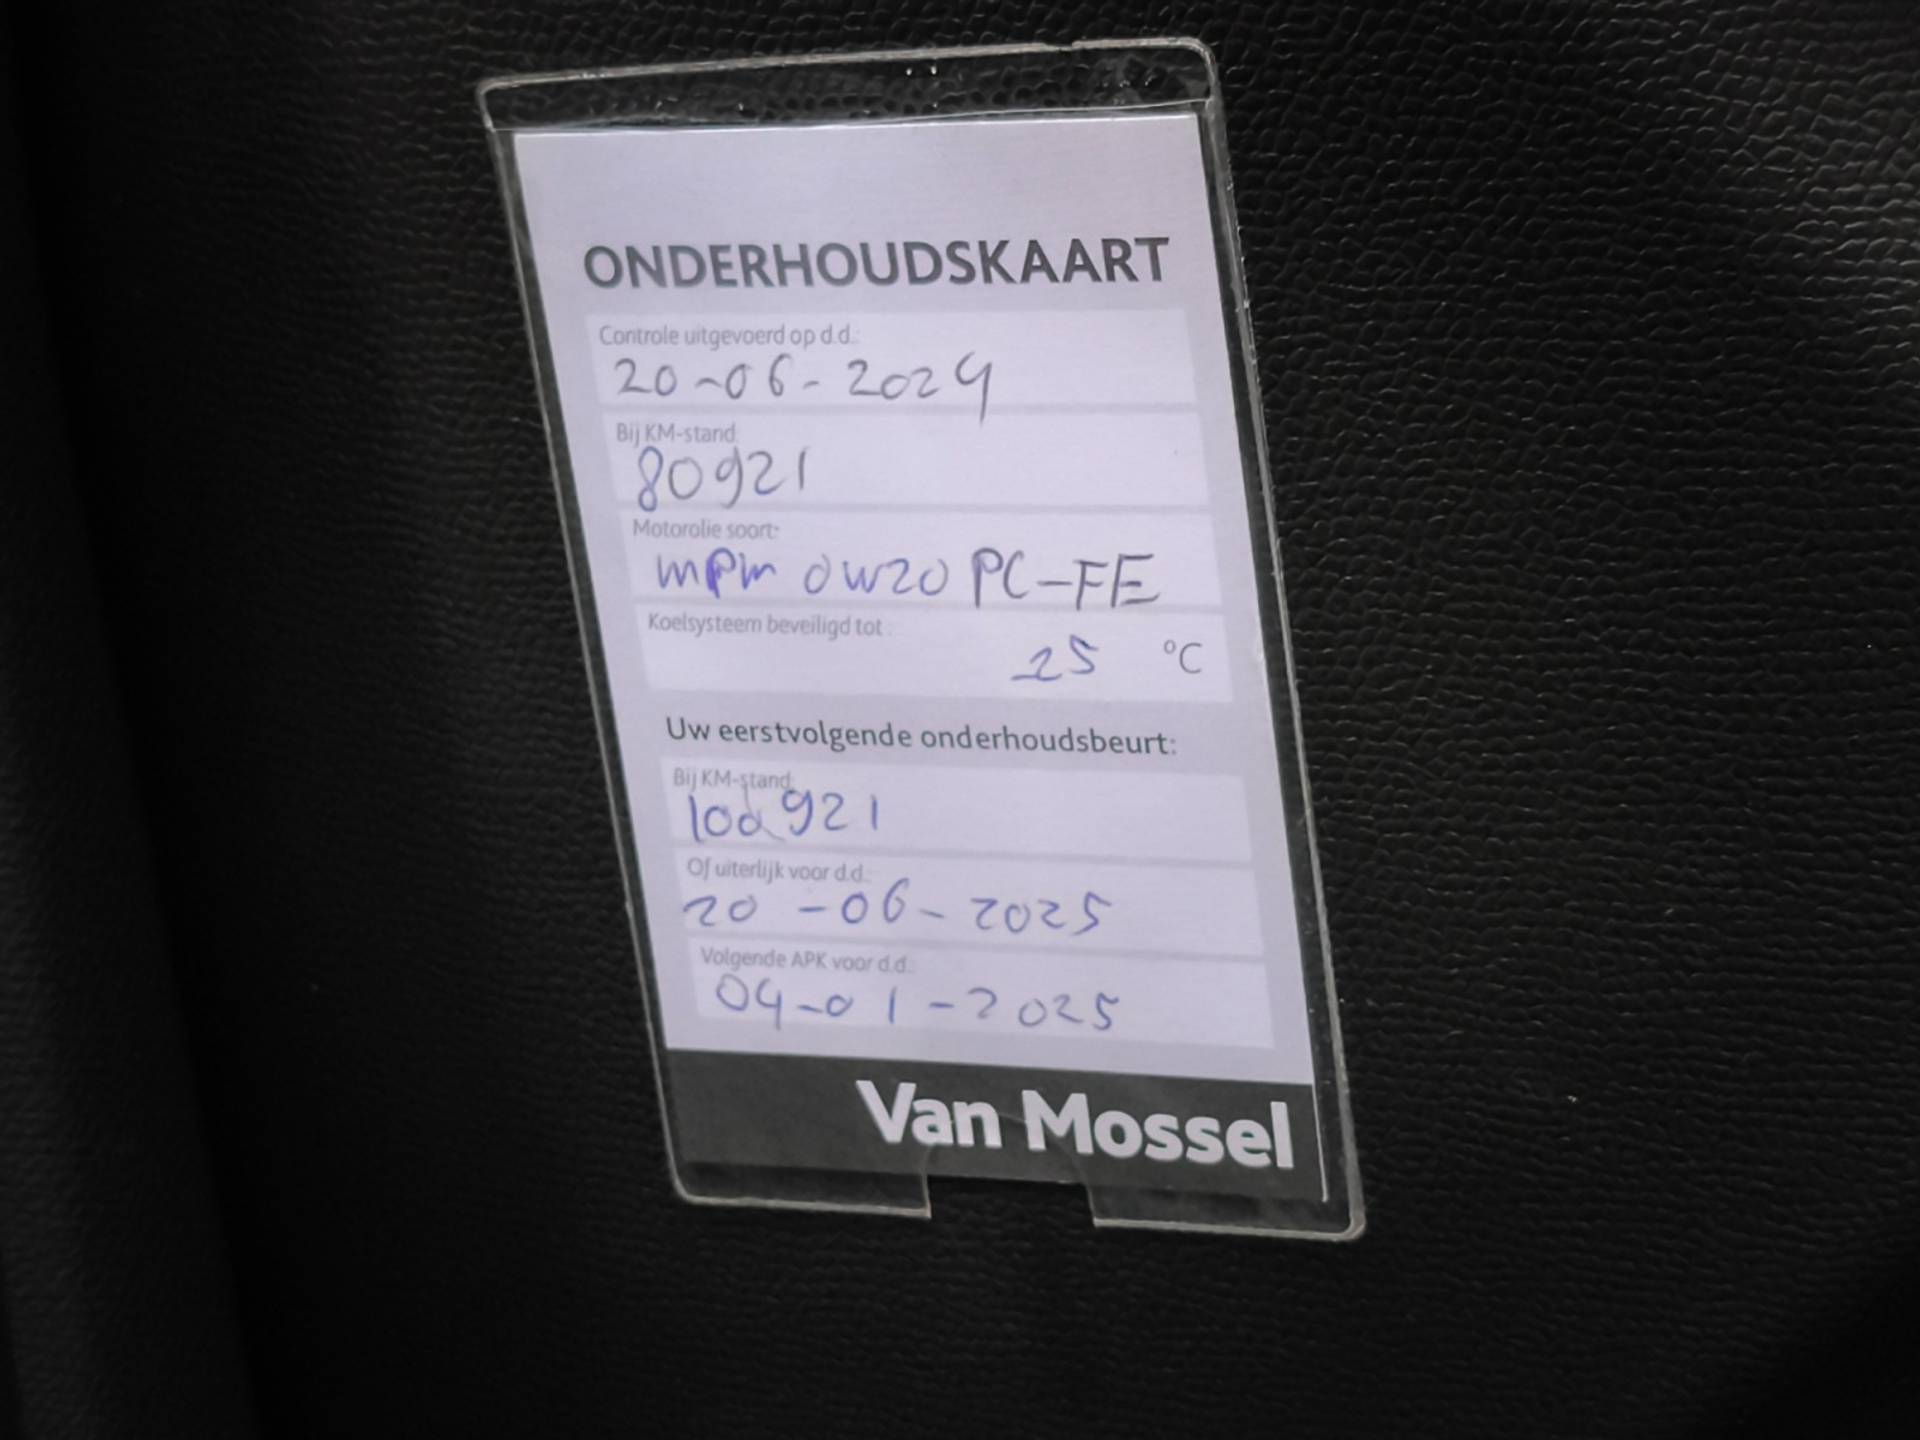 ONDERHOUDSKAART
Controle uitgevoerd op d.d.:
20-06-2024
Bij KM-stand:
80921
Motorolie soort:
mpm 0w20 PC-FE
Koelsysteem beveiligd tot :
25 °C
Uw eerstvolgende onderhoudsbeurt:
Bij KM-stand:
100921
Of uiterlijk voor d.d.:
20-06-2025
Volgende APK voor d.d.:
04-01-2025
Van Mossel